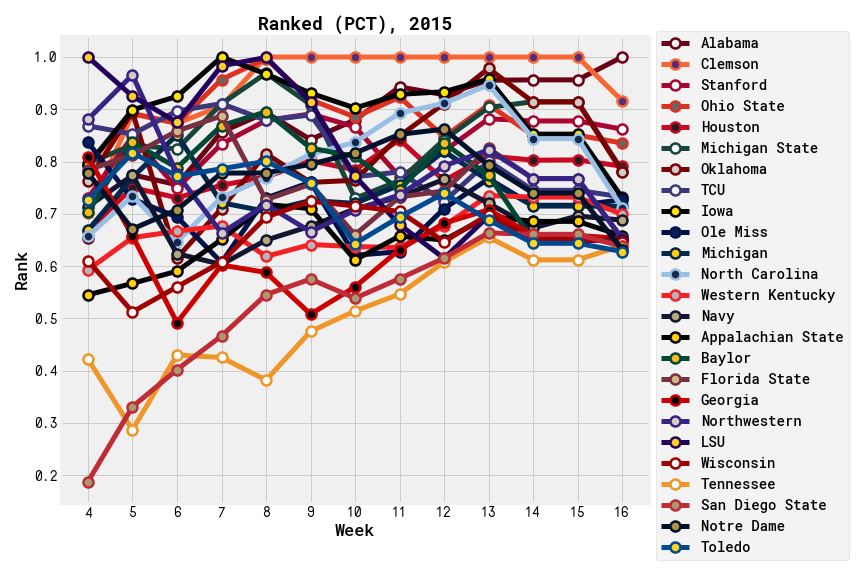 Ranked (PCT), 2015
1.0
0.9
0.8
0.7
0.6
0.5
0.4
0.3
0.2
Rank
4 5 6 7 8 9 10 11 12 13 14 15 16
Week
Alabama
Clemson
Stanford
Ohio State
Houston
Michigan State
Oklahoma
TCU
Iowa
Ole Miss
Michigan
North Carolina
Western Kentucky
Navy
Appalachian State
Baylor
Florida State
Georgia
Northwestern
LSU
Wisconsin
Tennessee
San Diego State
Notre Dame
Toledo